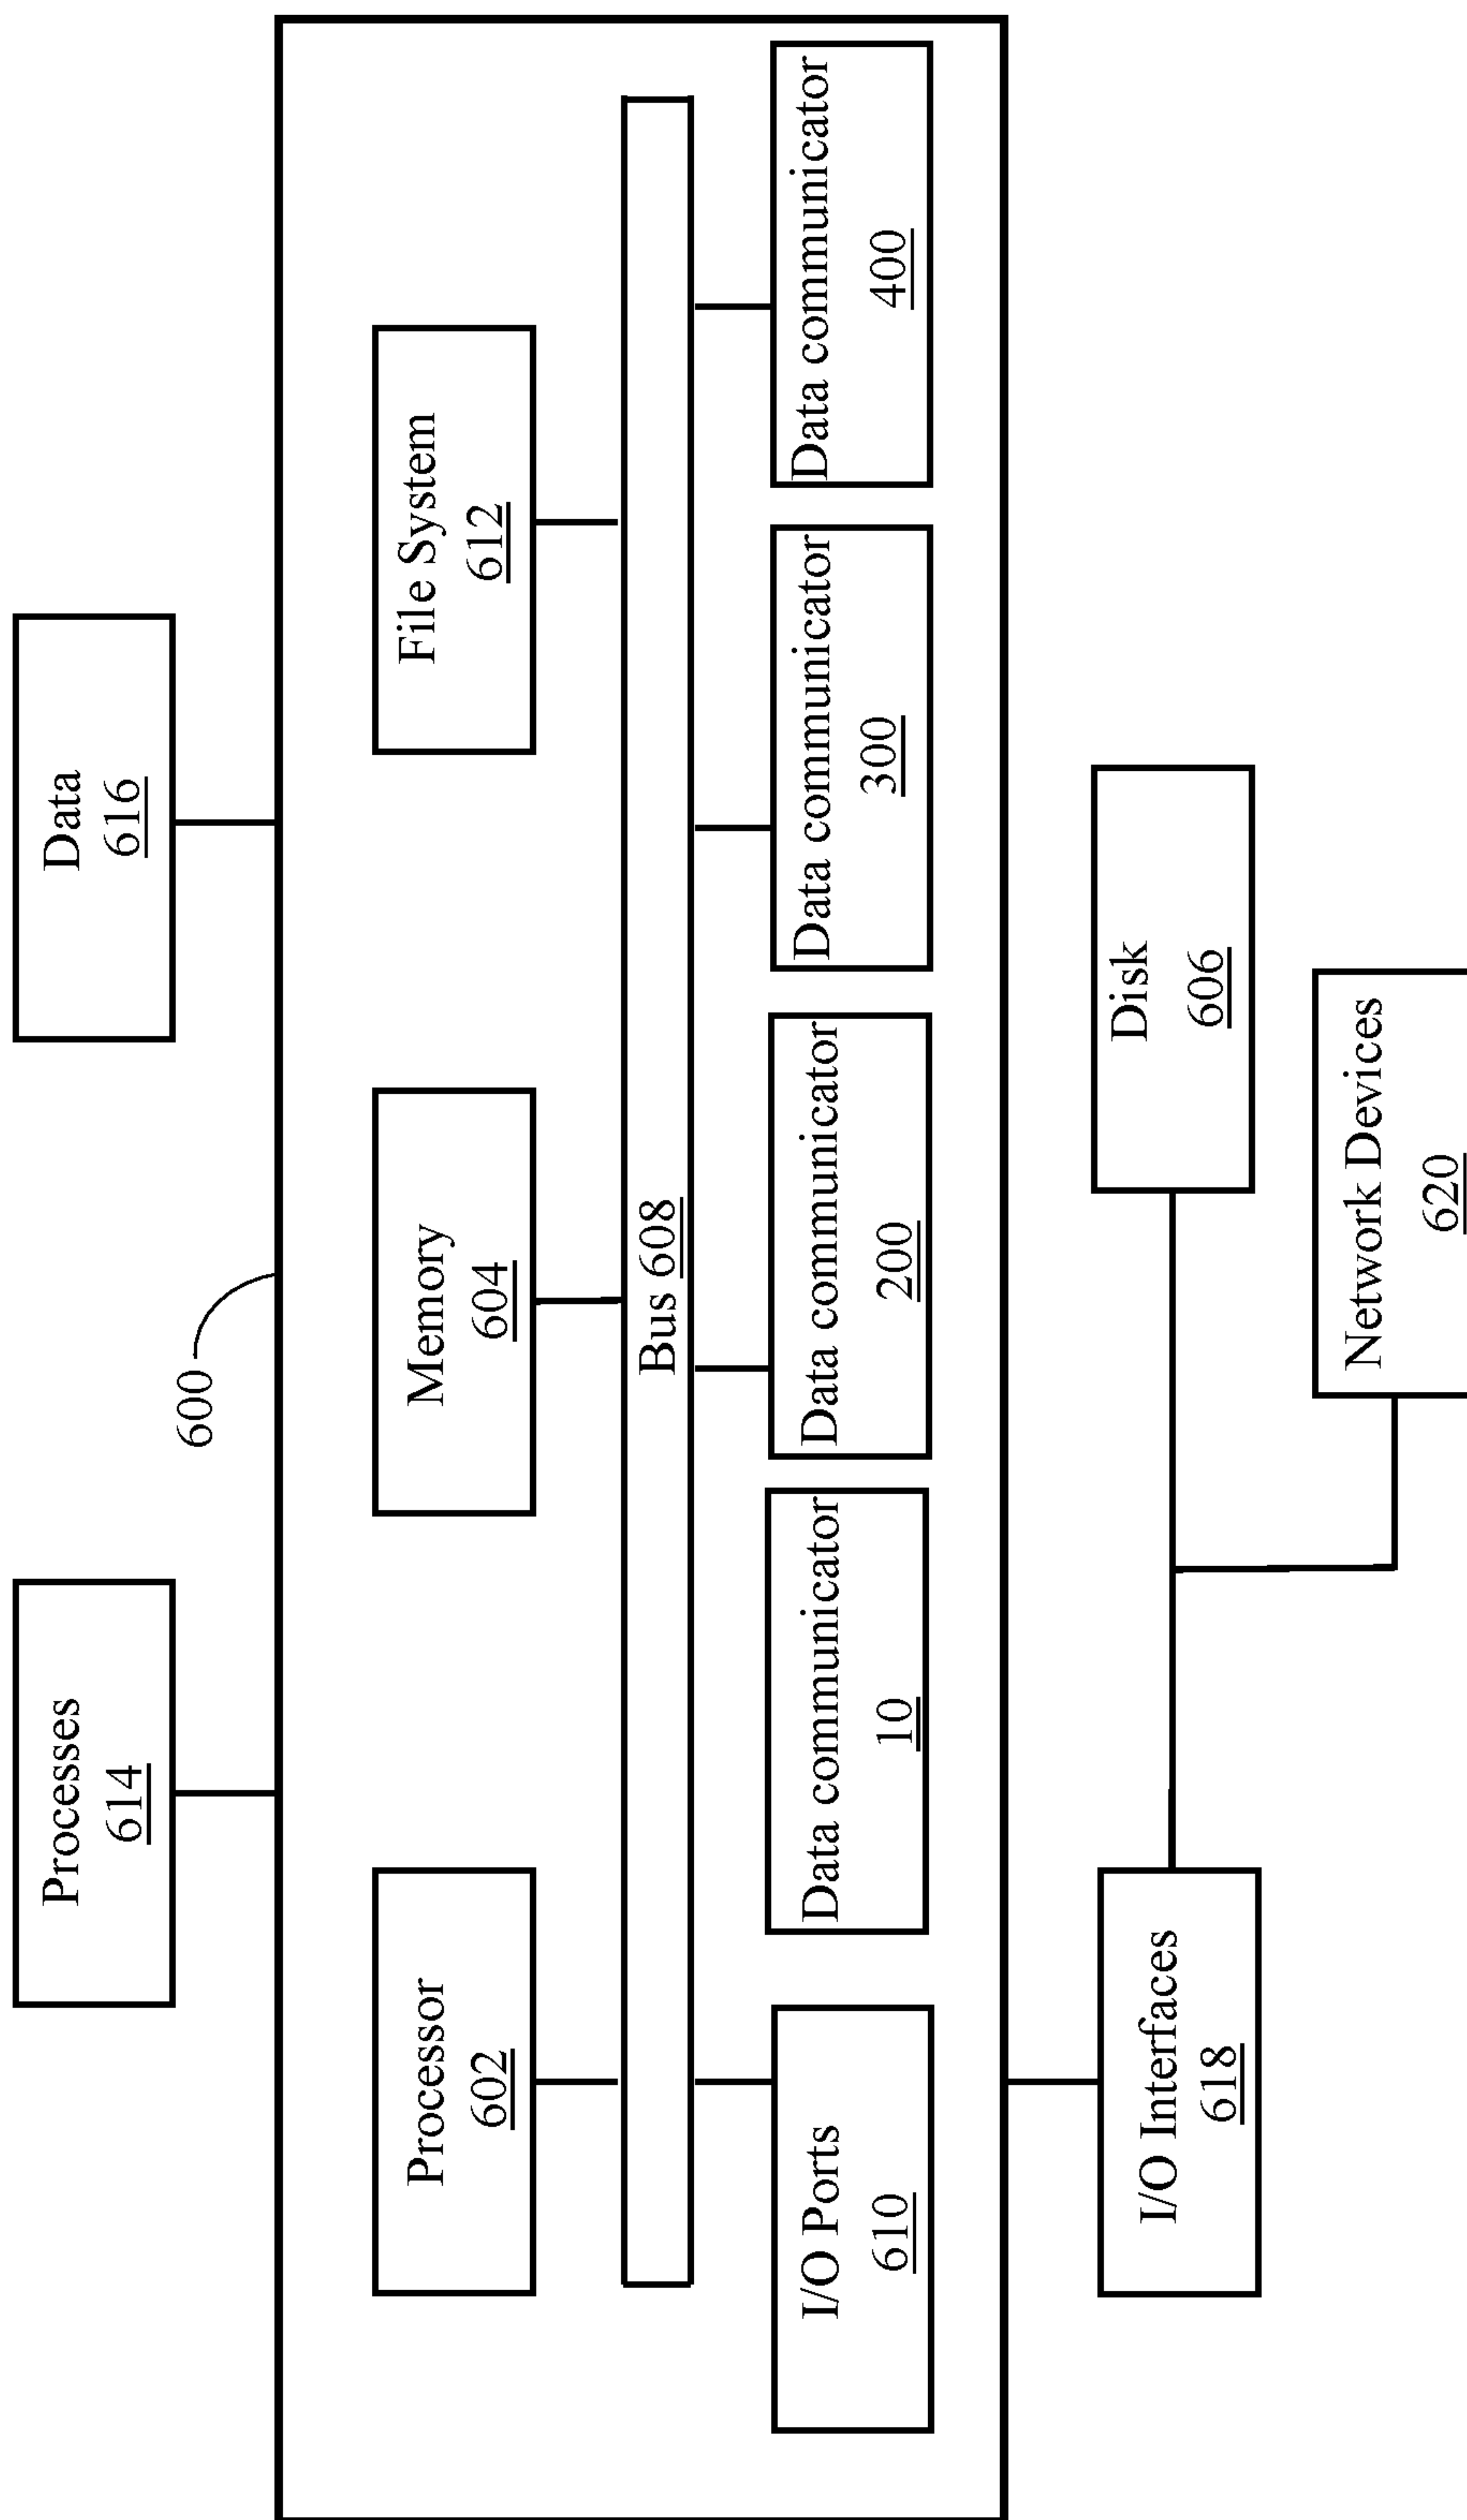 Processes
614
Data
616
600
Processor
602
Memory
604
File System
612
Bus 608
I/O Ports
610
Data communicator
10
Data communicator
200
Data communicator
300
Data communicator
400
I/O Interfaces
618
Disk
606
Network Devices
620